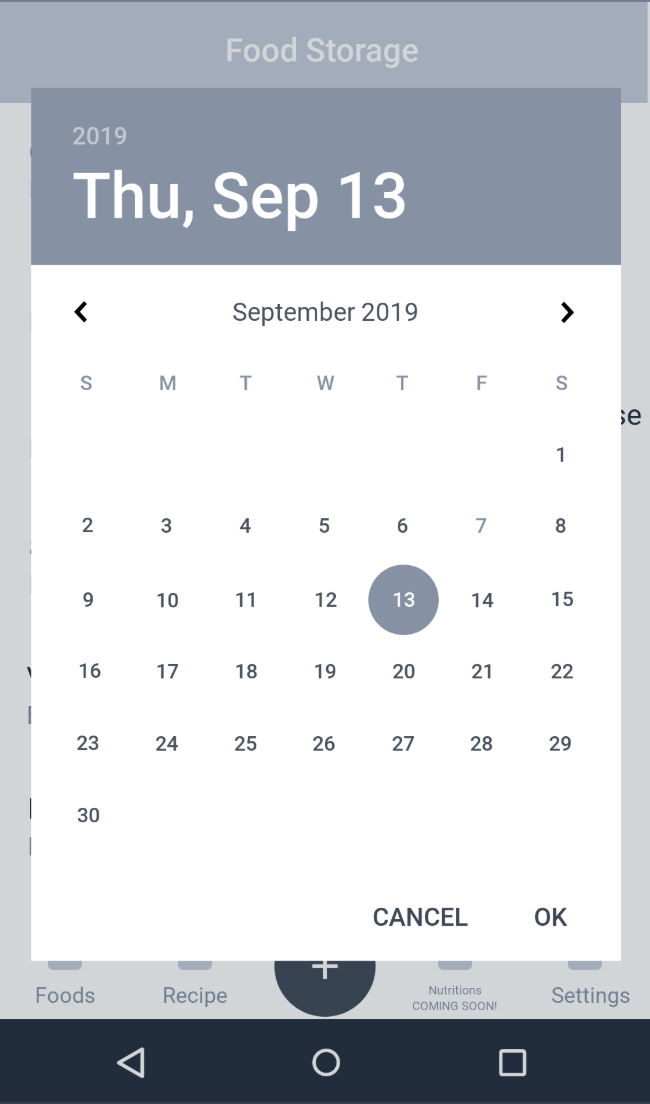 Food Storage
2019
Thu, Sep 13
September 2019
S M T W T F S
1
2 3 4 5 6 7 8
9 10 11 12 13 14 15
16 17 18 19 20 21 22
23 24 25 26 27 28 29
30
CANCEL OK
Foods Recipe + Nutritions Settings
COMING SOON!